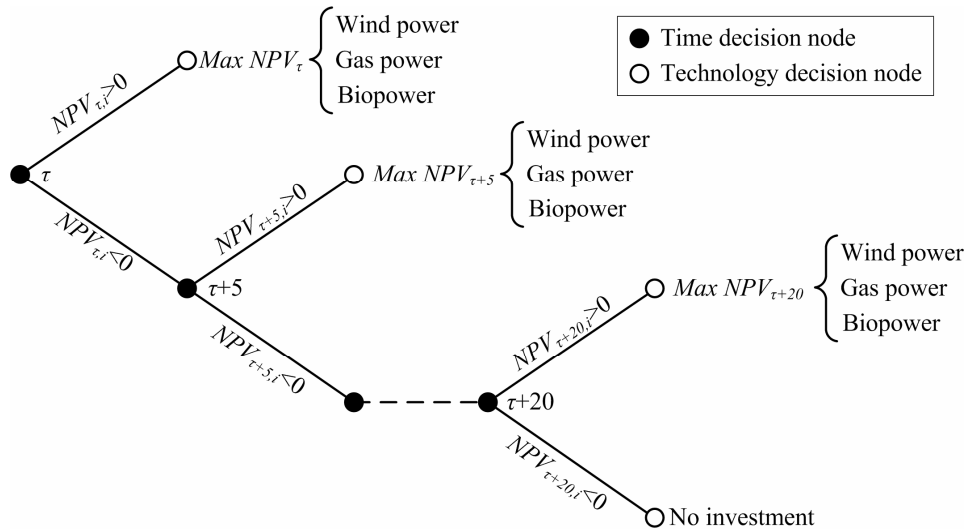 Wind power
Max NPVτ
Gas power
Biopower
Time decision node
Technology decision node
NPVτ,i>0
τ
NPVτ,i<0
Wind power
Max NPVτ+5
Gas power
Biopower
NPVτ+5,i>0
τ+5
NPVτ+5,i<0
Wind power
Max NPVτ+20
Gas power
Biopower
NPVτ+20,i>0
τ+20
NPVτ+20,i<0
No investment